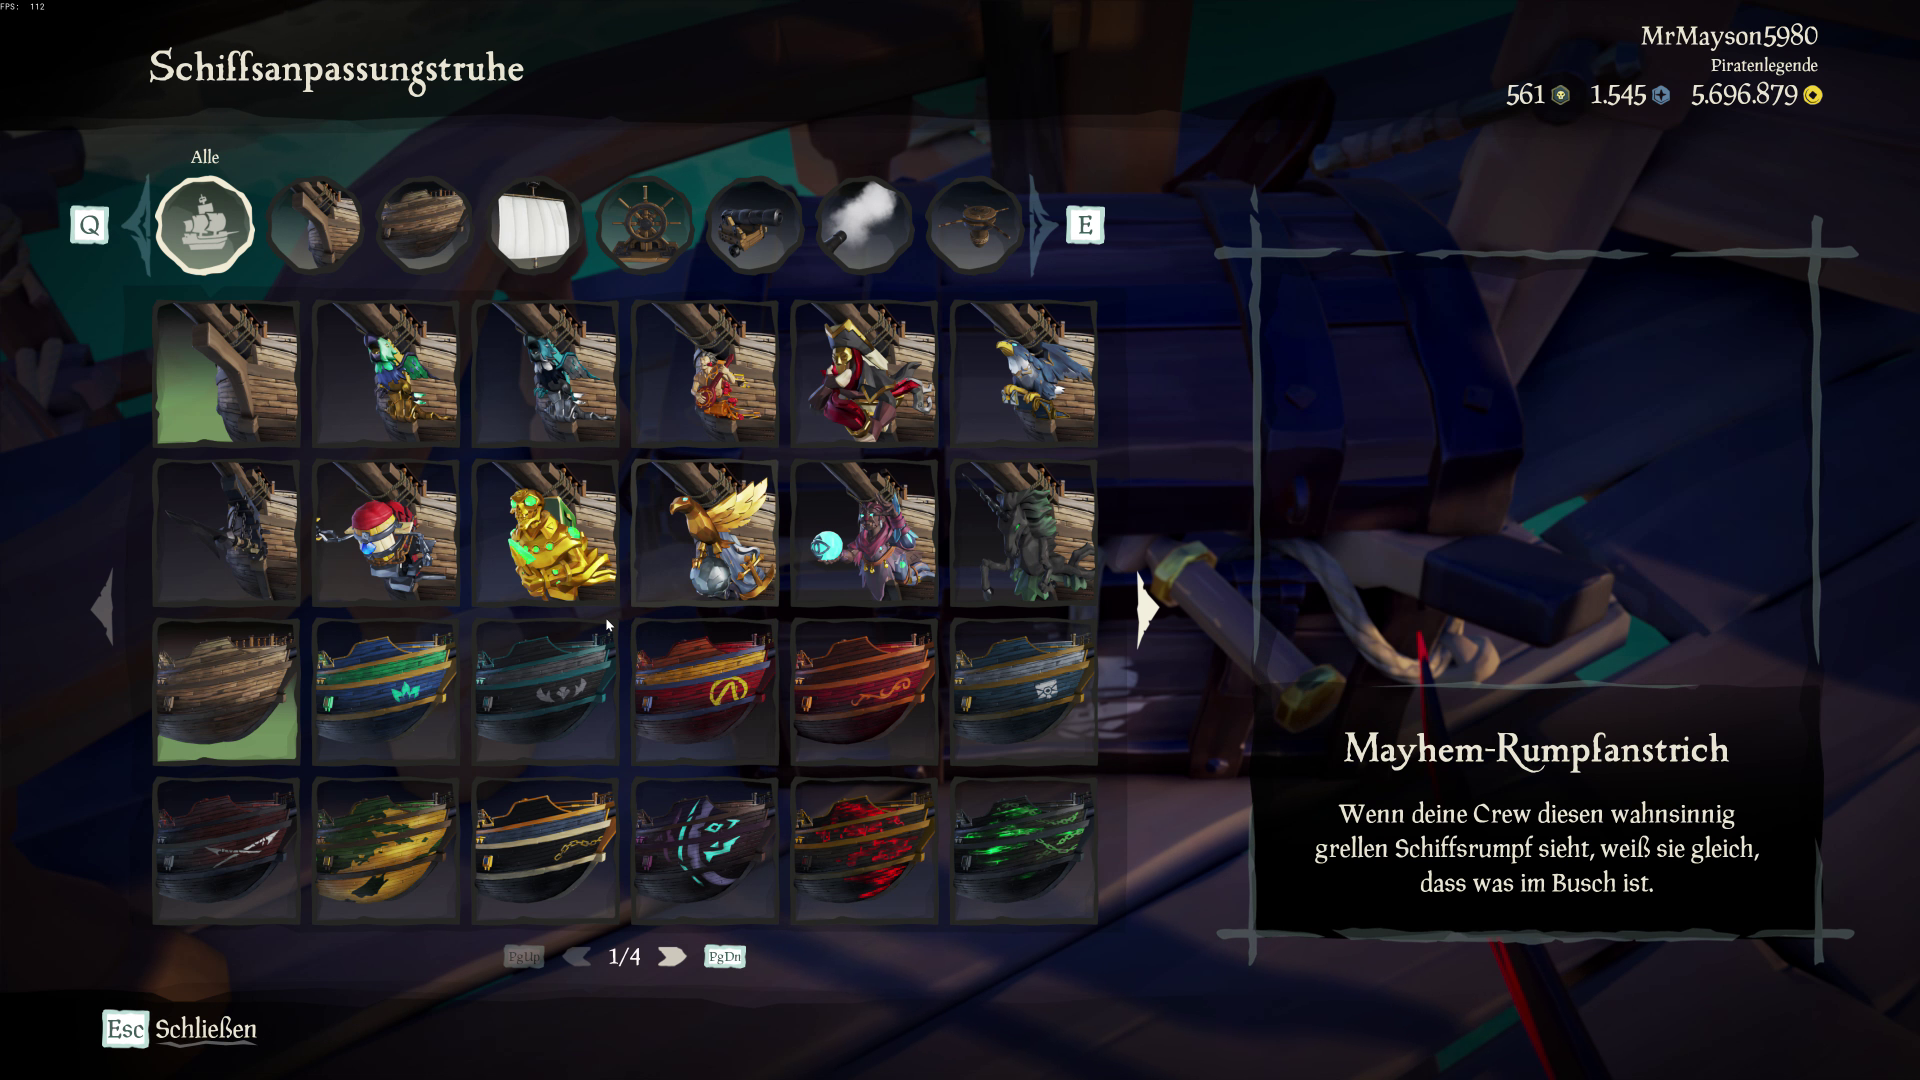 FPS: 112
Schiffsanpassungstruhe
MrMayson5980
Piratenlegende
561 1.545 5.696.879
Alle
Q E
Mayhem-Rumpfanstrich
Wenn deine Crew diesen wahnsinnig
grellen Schiffsrumpf sieht, weiß sie gleich,
dass was im Busch ist.
PgUp 1/4 PgDn
Esc Schließen